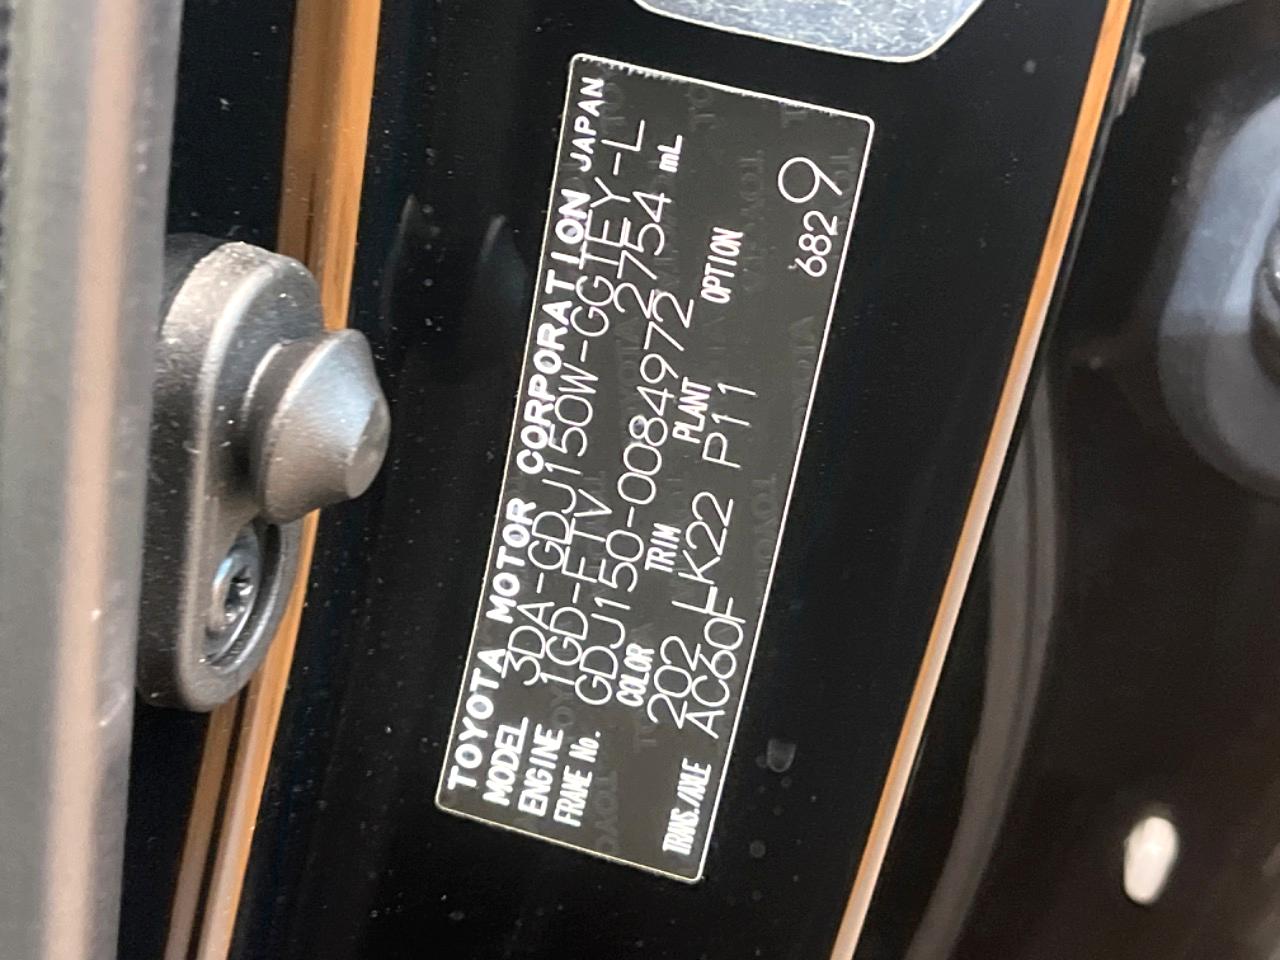 TOYOTA MOTOR CORPORATION JAPAN
MODEL 3DA-GDJ150W-GGTEY-L
ENGINE 1GD-FTV 2754 mL
FRAME No. GDJ150-0084972
COLOR TRIM PLANT OPTION
202 LK22 P11
TRANS./AXLE AC60F
6829